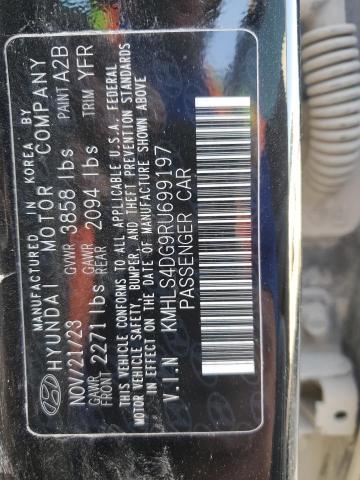 MANUFACTURED IN KOREA BY
HYUNDAI MOTOR COMPANY
NOV/21/23 GVWR 3858 lbs PAINT A2B
GAWR FRONT 2271 lbs GAWR REAR 2094 lbs TRIM YFR
THIS VEHICLE CONFORMS TO ALL APPLICABLE U.S.A. FEDERAL
MOTOR VEHICLE SAFETY, BUMPER, AND THEFT PREVENTION STANDARDS
IN EFFECT ON THE DATE OF MANUFACTURE SHOWN ABOVE
V.I.N KMHLS4DG9RU699197
PASSENGER CAR